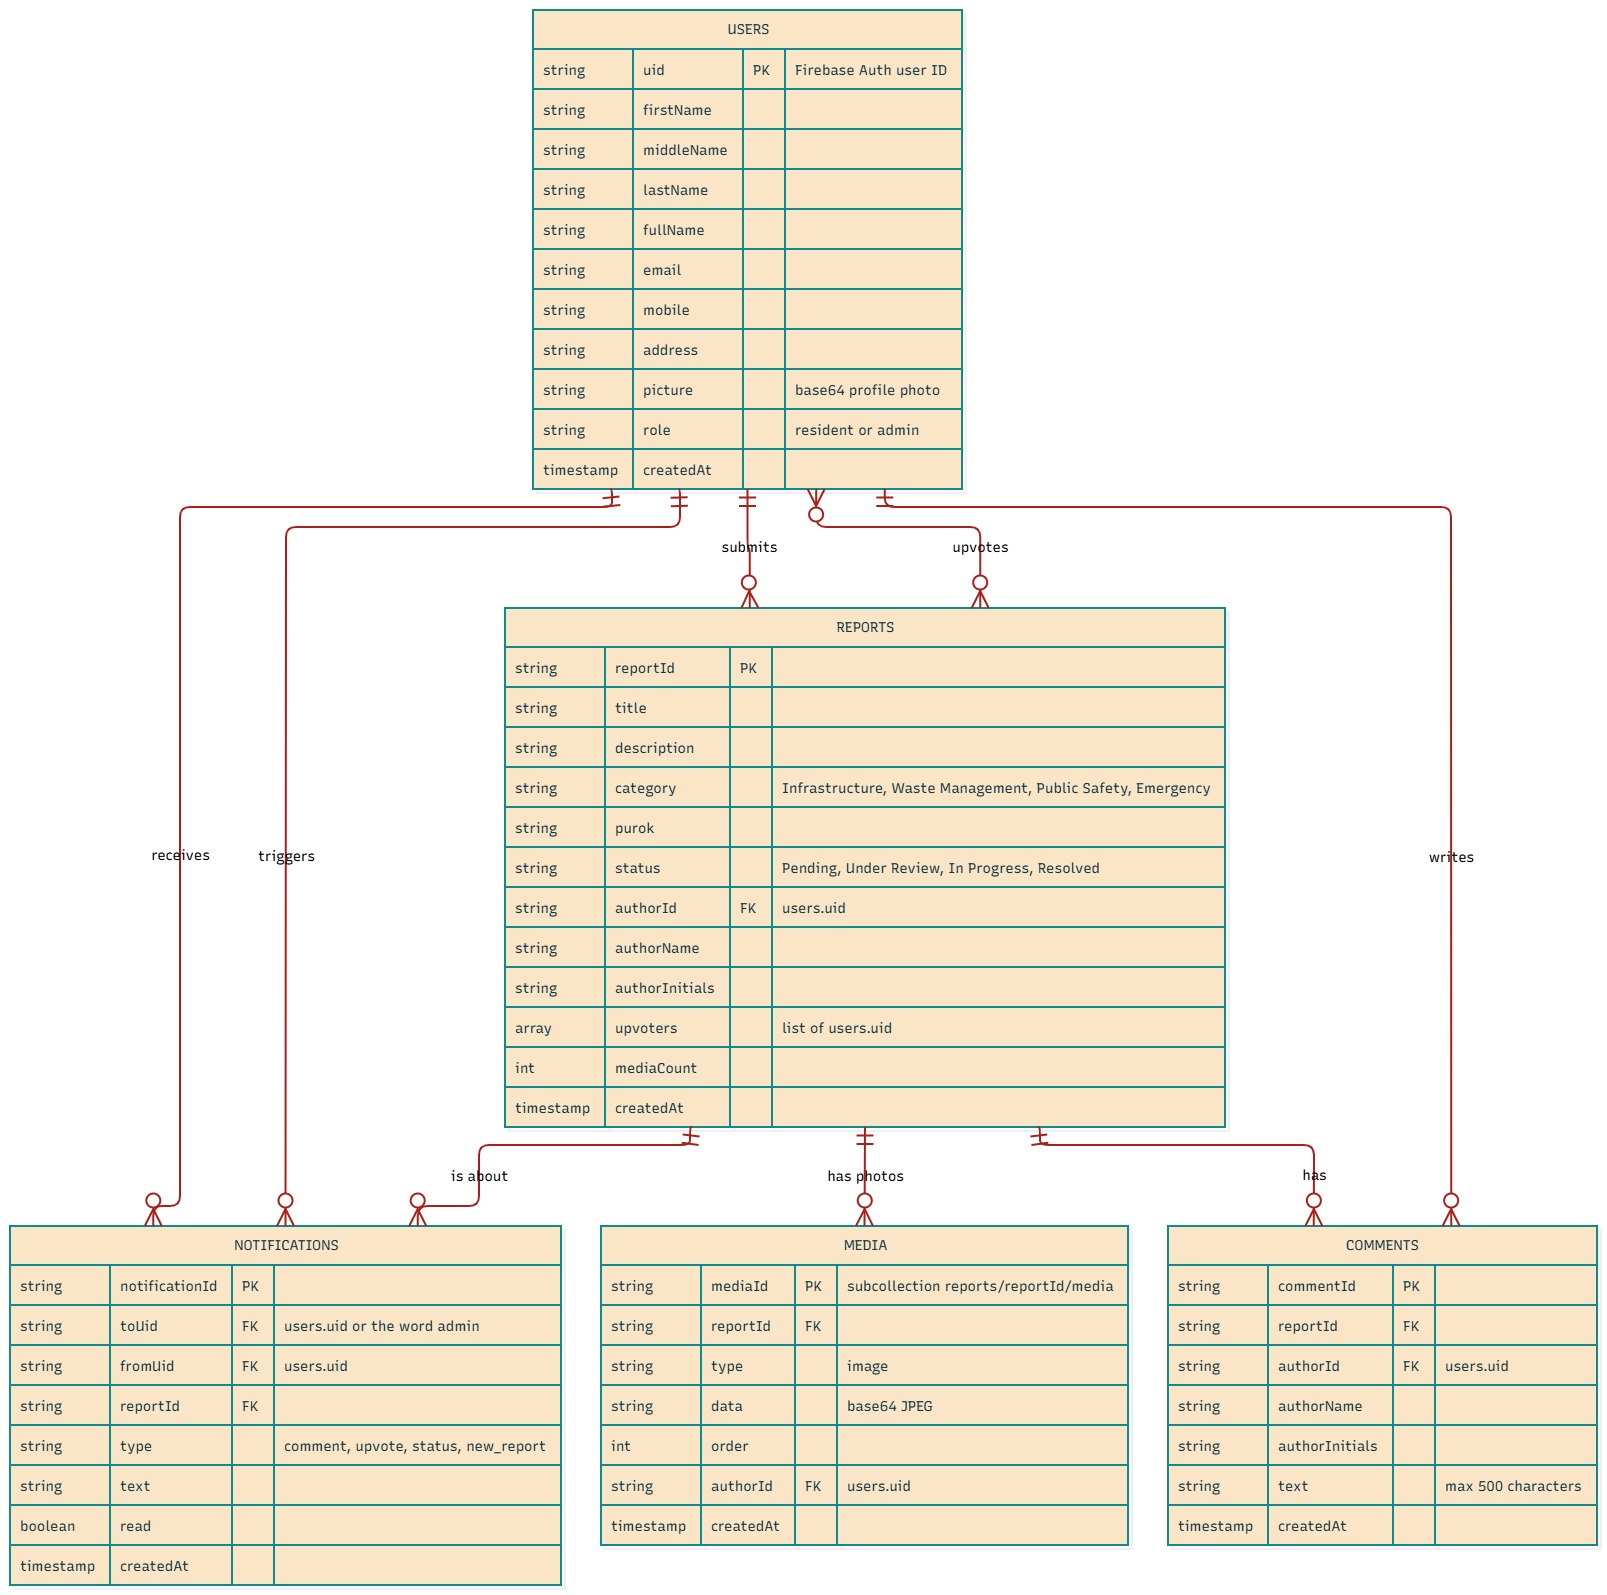 USERS
string uid PK Firebase Auth user ID
string firstName
string middleName
string lastName
string fullName
string email
string mobile
string address
string picture base64 profile photo
string role resident or admin
timestamp createdAt
submits
upvotes
REPORTS
string reportId PK
string title
string description
string category Infrastructure, Waste Management, Public Safety, Emergency
string purok
string status Pending, Under Review, In Progress, Resolved
string authorId FK users.uid
string authorName
string authorInitials
array upvoters list of users.uid
int mediaCount
timestamp createdAt
receives
triggers
writes
is about
has photos
has
NOTIFICATIONS
string notificationId PK
string toUid FK users.uid or the word admin
string fromUid FK users.uid
string reportId FK
string type comment, upvote, status, new_report
string text
boolean read
timestamp createdAt
MEDIA
string mediaId PK subcollection reports/reportId/media
string reportId FK
string type image
string data base64 JPEG
int order
string authorId FK users.uid
timestamp createdAt
COMMENTS
string commentId PK
string reportId FK
string authorId FK users.uid
string authorName
string authorInitials
string text max 500 characters
timestamp createdAt